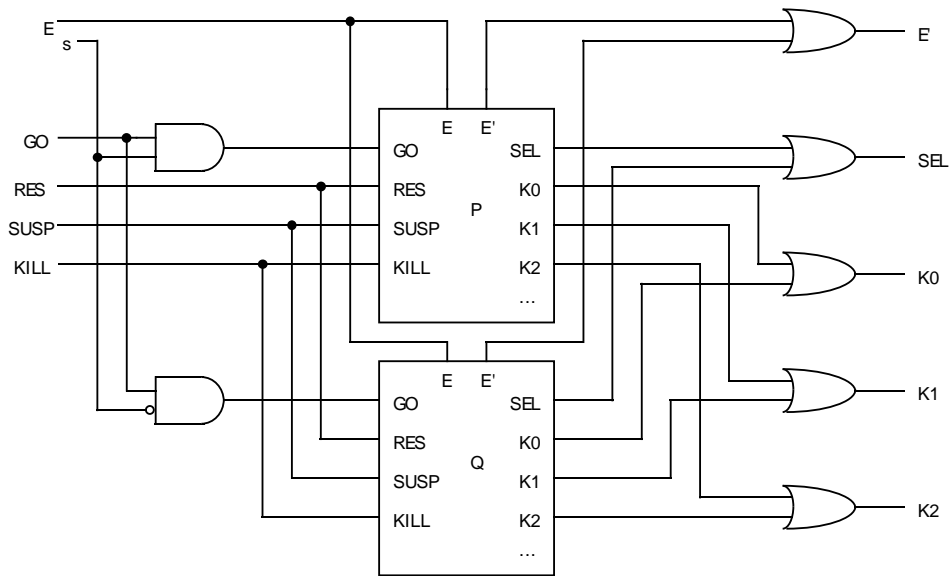 E
s
E'
E E'
GO
GO SEL
SEL
RES
RES K0
P
SUSP
SUSP K1
KILL
KILL K2
K0
...
E E'
K1
GO SEL
RES K0
Q
SUSP K1
KILL K2
K2
...